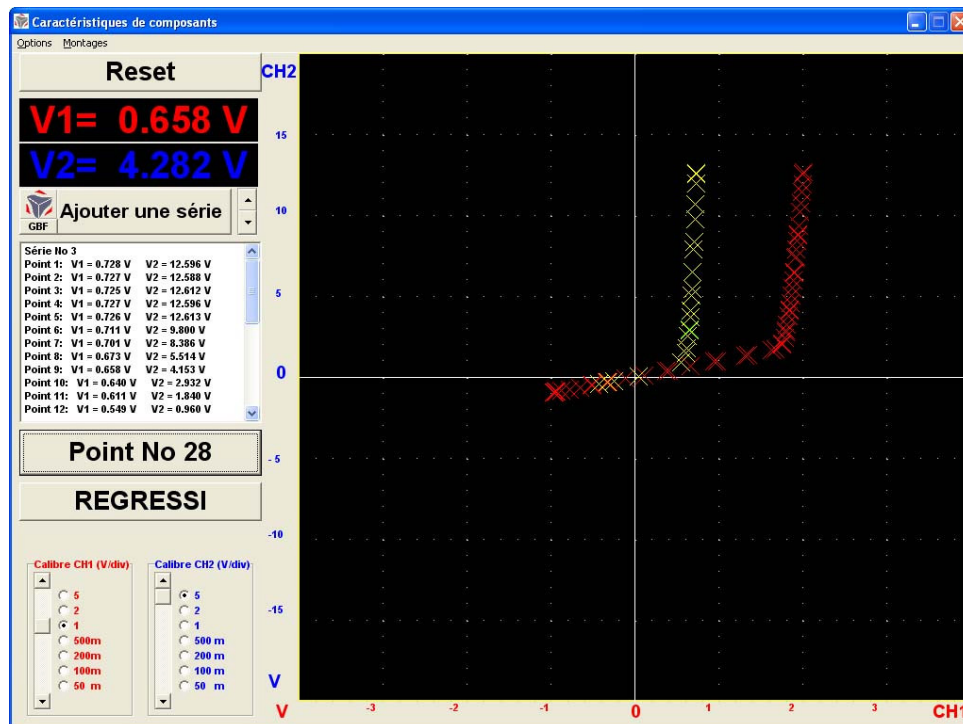 Caractéristiques de composants
Options Montages
Reset
V1= 0.658 V
V2= 4.282 V
GBF
Ajouter une série
Série No 3
Point 1: V1 = 0.728 V V2 = 12.596 V
Point 2: V1 = 0.727 V V2 = 12.588 V
Point 3: V1 = 0.725 V V2 = 12.612 V
Point 4: V1 = 0.727 V V2 = 12.596 V
Point 5: V1 = 0.726 V V2 = 12.613 V
Point 6: V1 = 0.711 V V2 = 9.800 V
Point 7: V1 = 0.701 V V2 = 8.386 V
Point 8: V1 = 0.673 V V2 = 5.514 V
Point 9: V1 = 0.658 V V2 = 4.153 V
Point 10: V1 = 0.640 V V2 = 2.932 V
Point 11: V1 = 0.611 V V2 = 1.840 V
Point 12: V1 = 0.549 V V2 = 0.960 V
Point No 28
REGRESSI
Calibre CH1 (V/div)
5
2
1
500m
200m
100m
50 m
Calibre CH2 (V/div)
5
2
1
500 m
200 m
100 m
50 m
CH2
15
10
5
0
- 5
-10
-15
V
V
-3
-2
-1
0
1
2
3
CH1